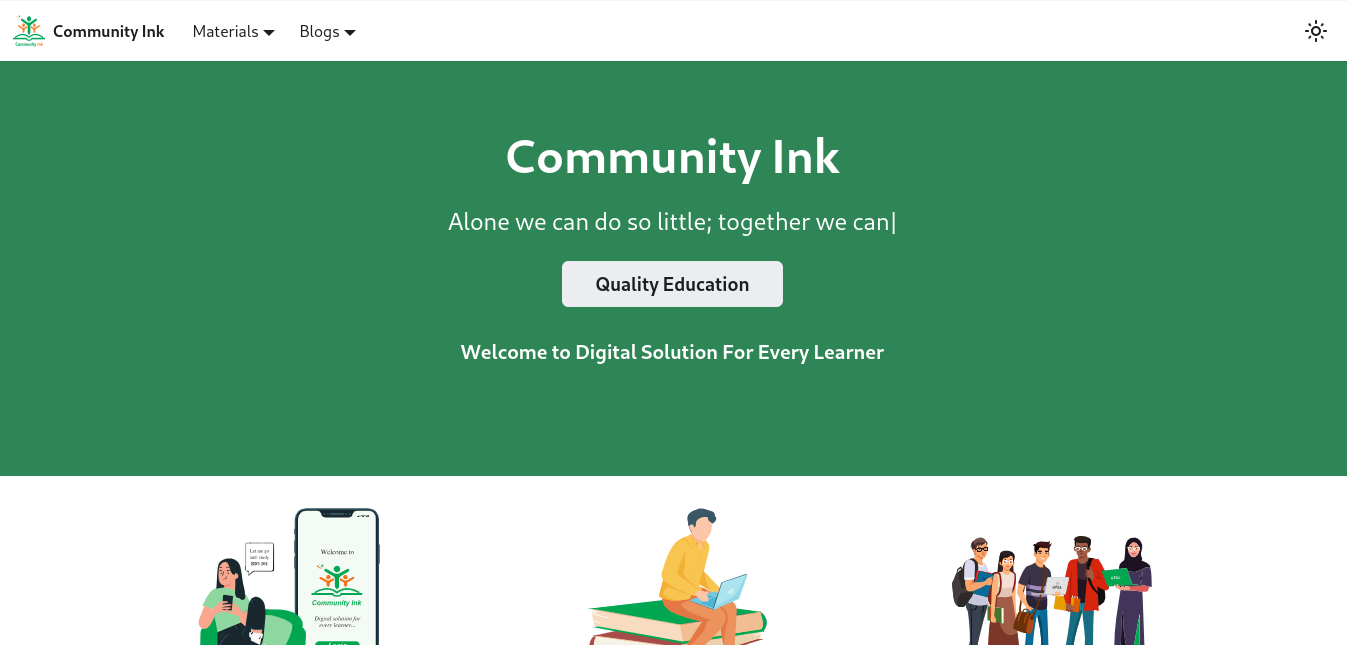 Community Ink
Community Ink
Materials
Blogs
Community Ink
Alone we can do so little; together we can|
Quality Education
Welcome to Digital Solution For Every Learner
Let me go
and study
Welcome to
Community Ink
Digital solution for
every learner...